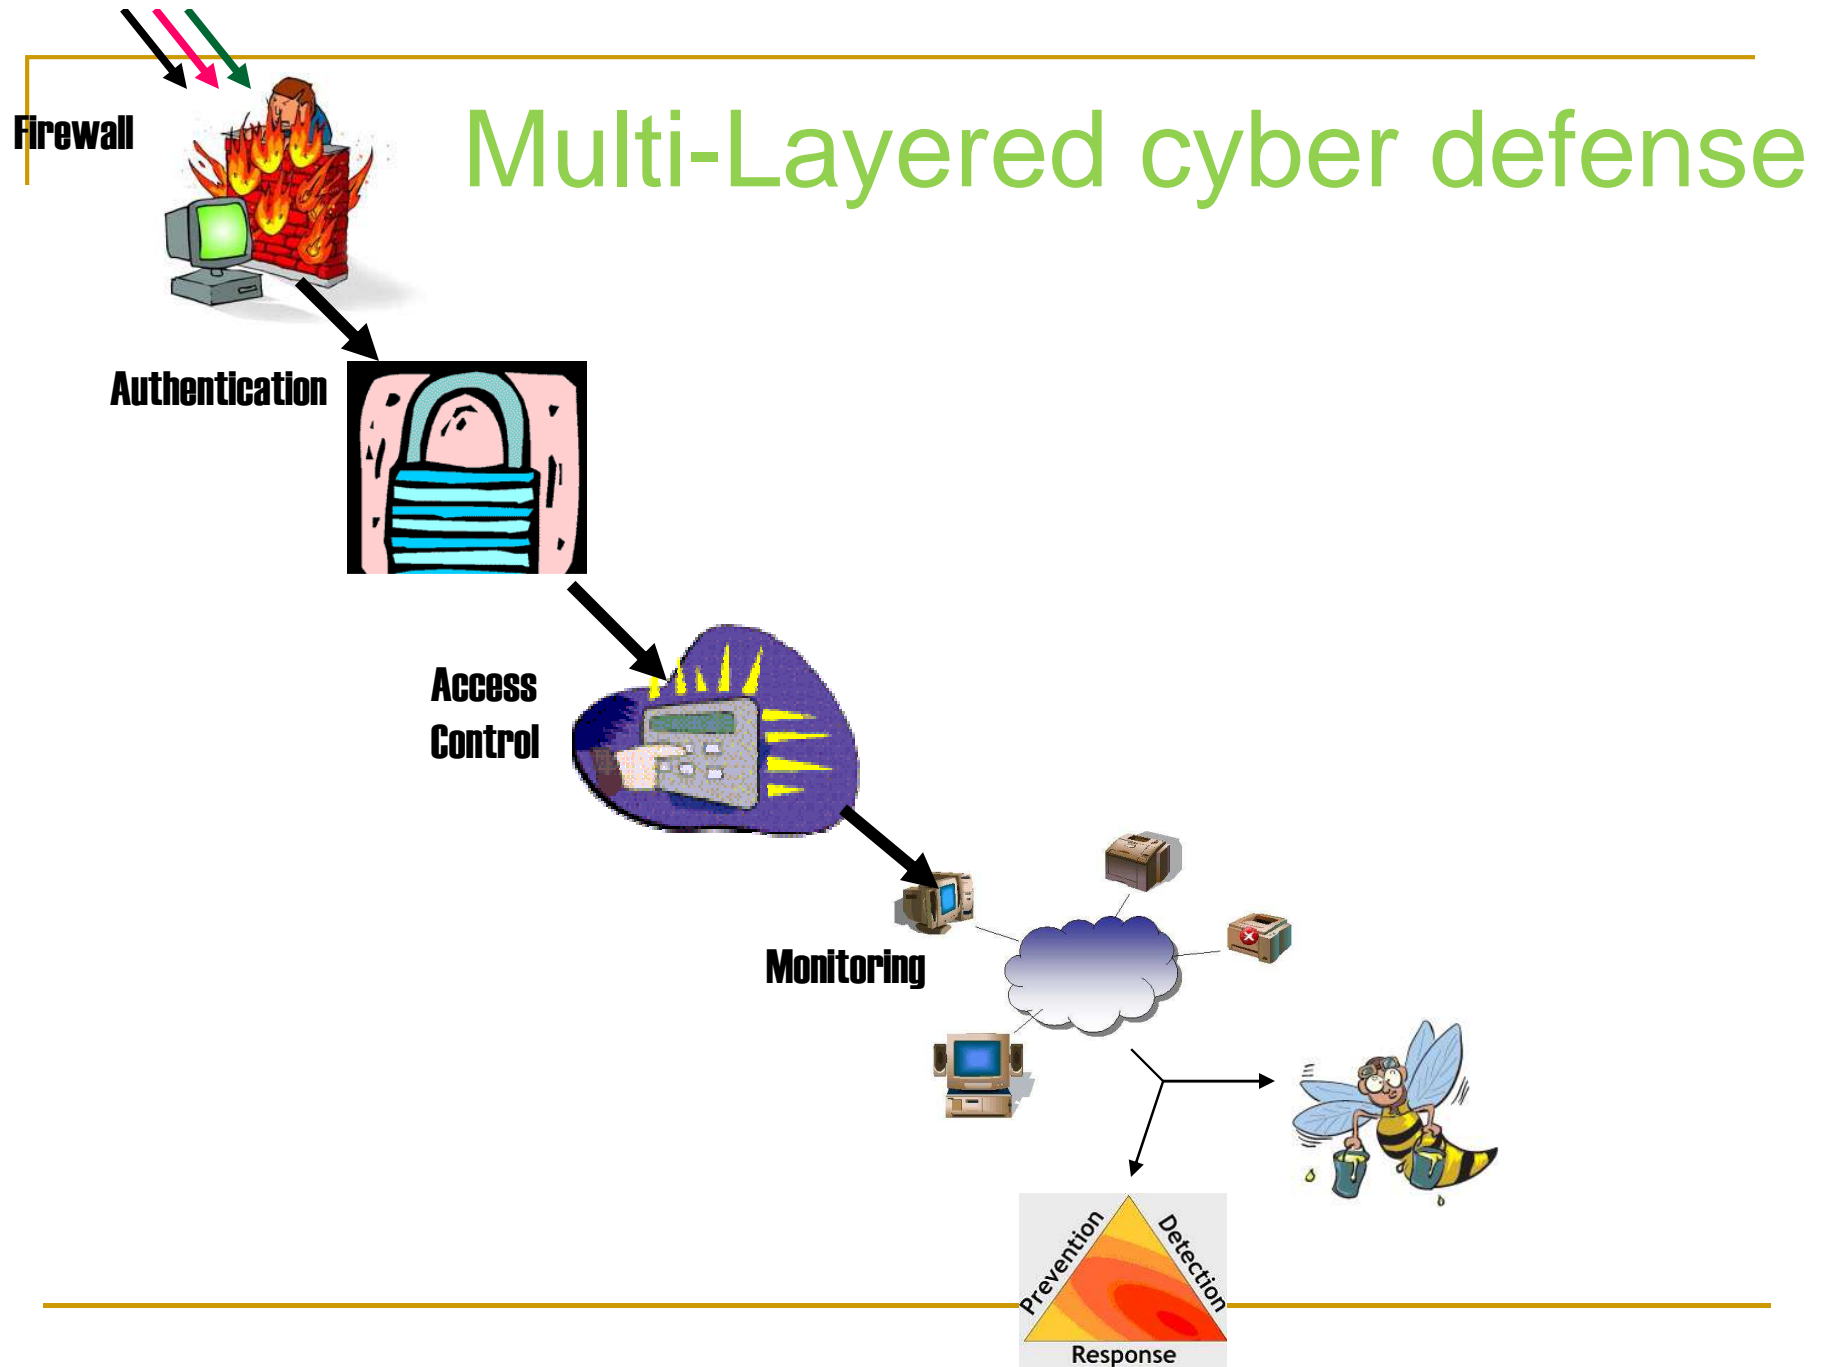 Multi-Layered cyber defense
Firewall
Authentication
Access
Control
Monitoring
Prevention
Detection
Response